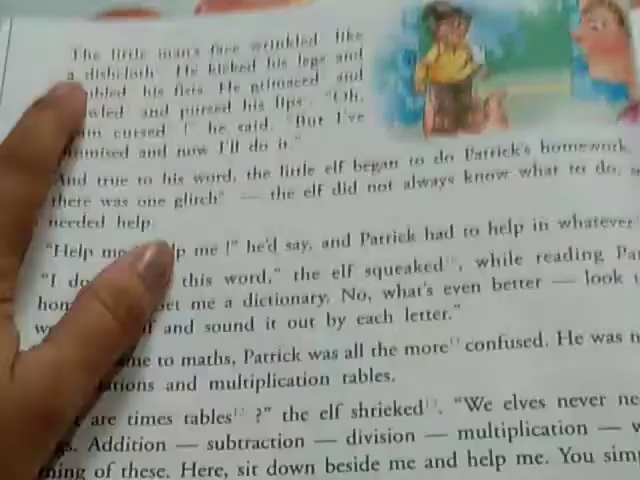 The little man's face wrinkled like
a dishcloth. He kicked his legs and
his fists. He grimaced and
and pursed his lips. "Oh,
cursed !" he said. "But I've
and now I'll do it."
And true to his word, the little elf began to do Patrick's homework.
there was one glitch" — the elf did not always know what to do,
needed help.
"Help me ! me !" he'd say, and Patrick had to help in whatever
"I this word," the elf squeaked, while reading
me a dictionary. No, what's even better — look
and sound it out by each letter."
to maths, Patrick was all the more confused. He was
and multiplication tables.
are times tables ?" the elf shrieked. "We elves never
Addition — subtraction — division — multiplication —
of these. Here, sit down beside me and help me. You